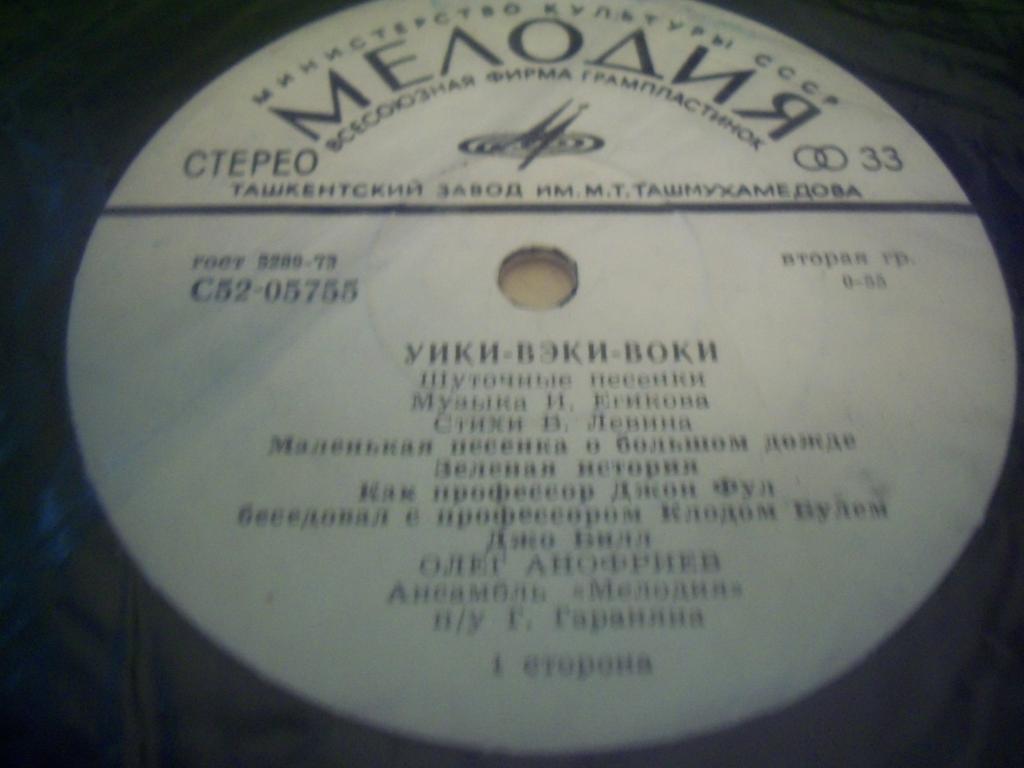 МИНИСТЕРСТВО КУЛЬТУРЫ СССР
МЕЛОДИЯ
ВСЕСОЮЗНАЯ ФИРМА ГРАМПЛАСТИНОК
СТЕРЕО
33
ТАШКЕНТСКИЙ ЗАВОД ИМ. М.Т. ТАШМУХАМЕДОВА
гост 5289-73
вторая гр.
С52-05755
0-55
УИКИ-ВЭКИ-ВОКИ
Шуточные песенки
Музыка И. Егикова
Стихи В. Левина
Маленькая песенка о большом дожде
Зеленая история
Как профессор Джон Фул
беседовал с профессором Клодом Булем
Джо Билл
ОЛЕГ АНОФРИЕВ
Ансамбль «Мелодия»
п/у Г. Гараняна
1 сторона